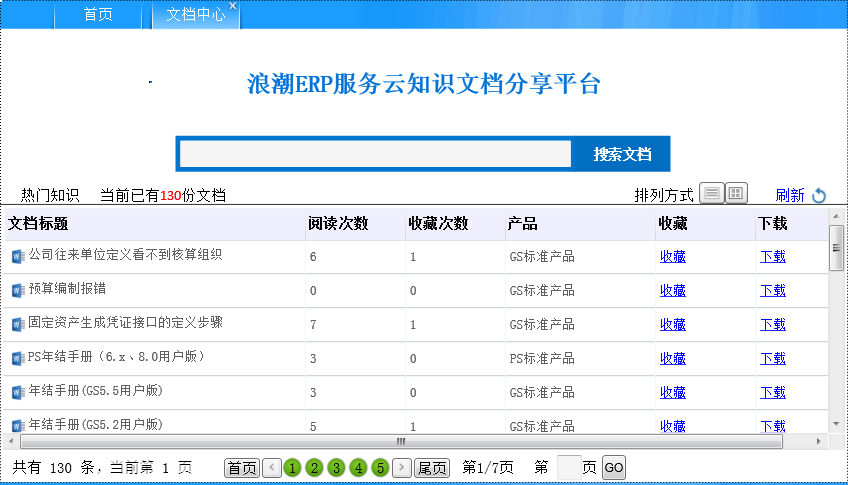 首页 文档中心
浪潮ERP服务云知识文档分享平台
搜索文档
热门知识 当前已有130份文档 排列方式 刷新
文档标题 阅读次数 收藏次数 产品 收藏 下载
公司往来单位定义看不到核算组织 6 1 GS标准产品 收藏 下载
预算编制报错 0 0 GS标准产品 收藏 下载
固定资产生成凭证接口的定义步骤 7 1 GS标准产品 收藏 下载
PS年结手册（6.x、8.0用户版） 3 0 PS标准产品 收藏 下载
年结手册(GS5.5用户版) 3 0 GS标准产品 收藏 下载
年结手册(GS5.2用户版) 5 1 GS标准产品 收藏 下载
共有 130 条，当前第 1 页 首页 < 1 2 3 4 5 > 尾页 第1/7页 第 页 GO